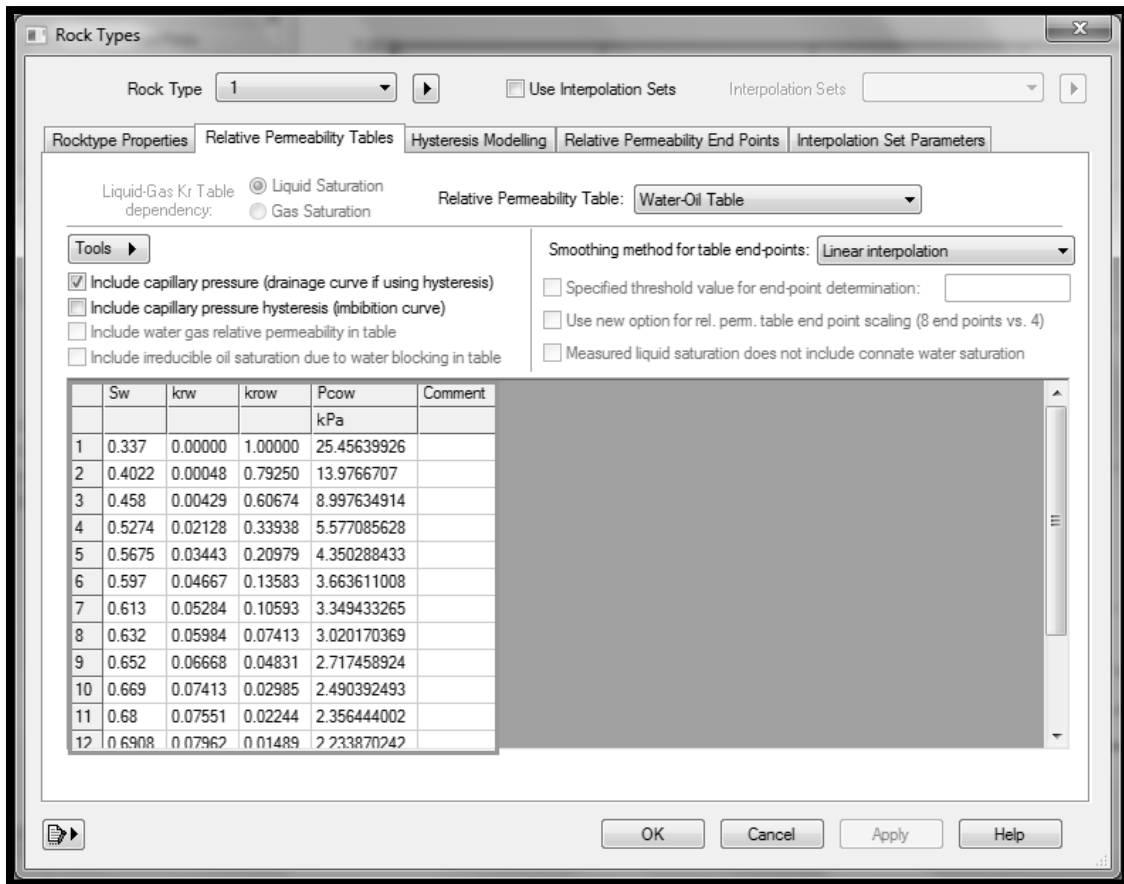 Rock Types
Rock Type 1 Use Interpolation Sets Interpolation Sets
Rocktype Properties Relative Permeability Tables Hysteresis Modelling Relative Permeability End Points Interpolation Set Parameters
Liquid-Gas Kr Table dependency: Liquid Saturation Gas Saturation
Relative Permeability Table: Water-Oil Table
Tools
Include capillary pressure (drainage curve if using hysteresis)
Include capillary pressure hysteresis (imbibition curve)
Include water gas relative permeability in table
Include irreducible oil saturation due to water blocking in table
Smoothing method for table end-points: Linear interpolation
Specified threshold value for end-point determination:
Use new option for rel. perm. table end point scaling (8 end points vs. 4)
Measured liquid saturation does not include connate water saturation
Sw krw krow Pcow Comment
kPa
1 0.337 0.00000 1.00000 25.45639926
2 0.4022 0.00048 0.79250 13.9766707
3 0.458 0.00429 0.60674 8.997634914
4 0.5274 0.02128 0.33938 5.577085628
5 0.5675 0.03443 0.20979 4.350288433
6 0.597 0.04667 0.13583 3.663611008
7 0.613 0.05284 0.10593 3.349433265
8 0.632 0.05984 0.07413 3.020170369
9 0.652 0.06668 0.04831 2.717458924
10 0.669 0.07413 0.02985 2.490392493
11 0.68 0.07551 0.02244 2.356444002
12 0.6908 0.07962 0.01489 2.233870242
OK Cancel Apply Help